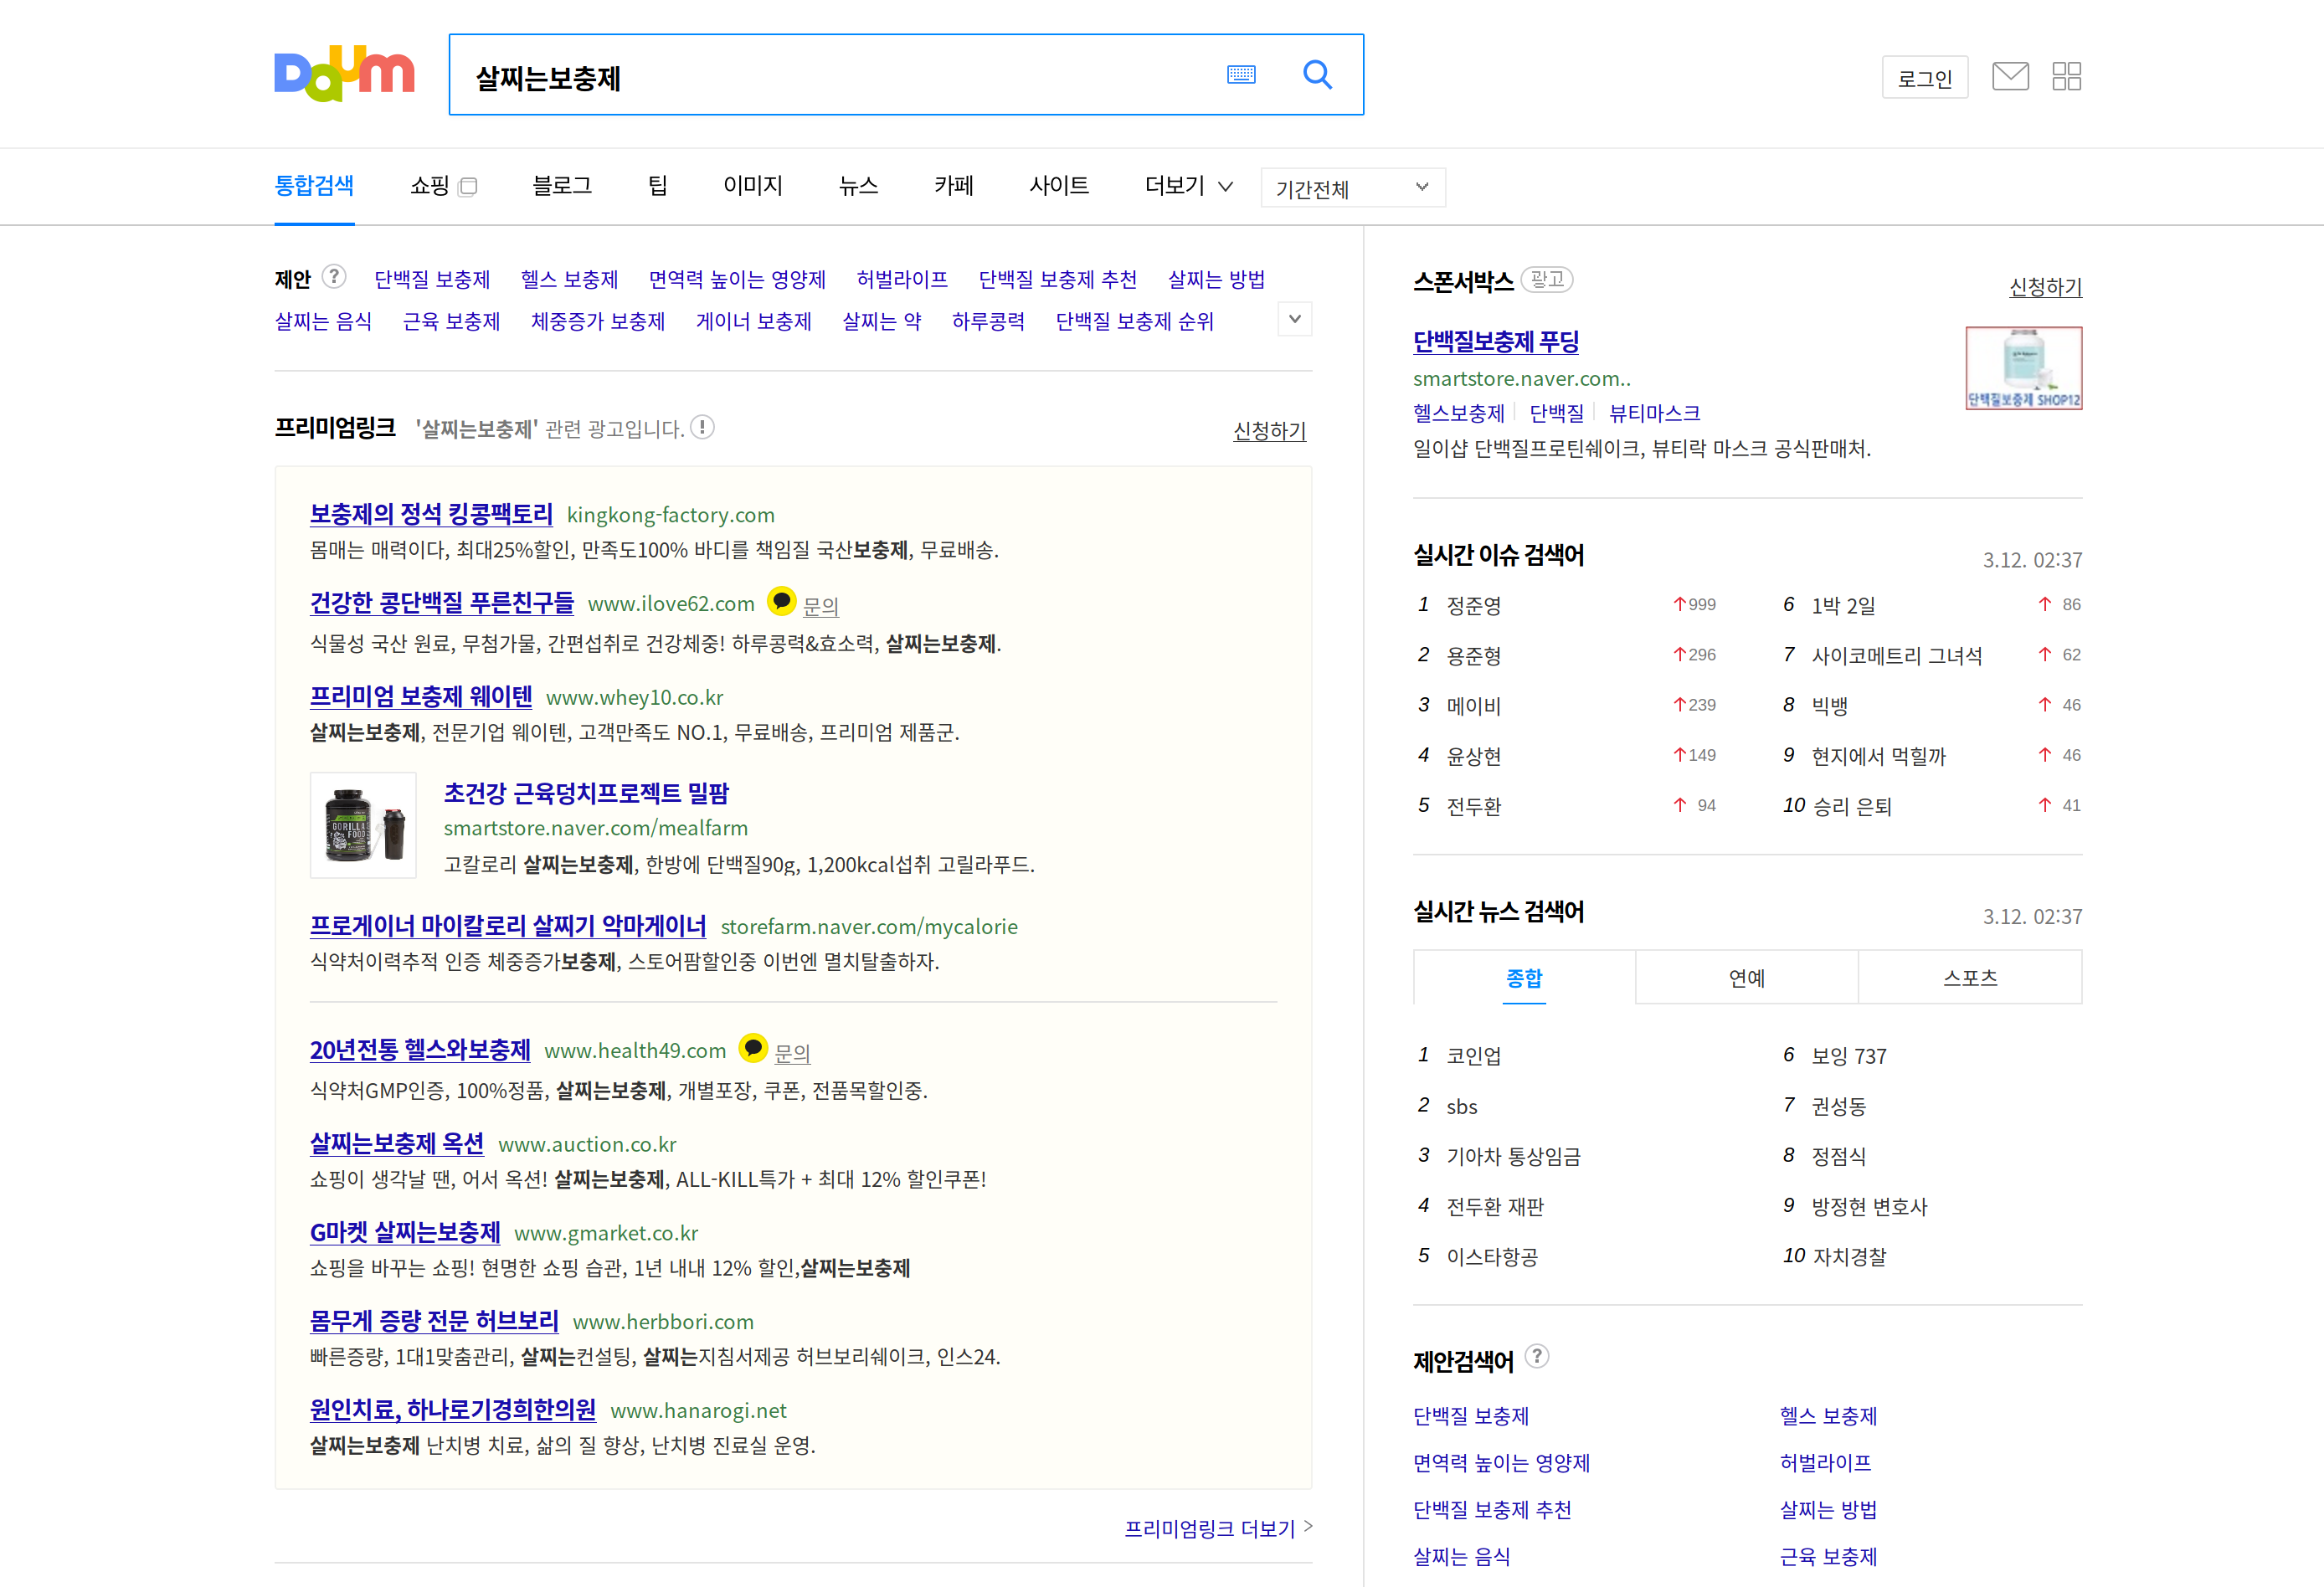 Daum
살찌는보충제
로그인
통합검색 쇼핑 블로그 팁 이미지 뉴스 카페 사이트 더보기 기간전체
제안 ? 단백질 보충제 헬스 보충제 면역력 높이는 영양제 허벌라이프 단백질 보충제 추천 살찌는 방법
살찌는 음식 근육 보충제 체중증가 보충제 게이너 보충제 살찌는 약 하루콩력 단백질 보충제 순위
프리미엄링크 '살찌는보충제' 관련 광고입니다. ! 신청하기
보충제의 정석 킹콩팩토리 kingkong-factory.com
몸매는 매력이다, 최대25%할인, 만족도100% 바디를 책임질 국산보충제, 무료배송.
건강한 콩단백질 푸른친구들 www.ilove62.com 문의
식물성 국산 원료, 무첨가물, 간편섭취로 건강체중! 하루콩력&효소력, 살찌는보충제.
프리미엄 보충제 웨이텐 www.whey10.co.kr
살찌는보충제, 전문기업 웨이텐, 고객만족도 NO.1, 무료배송, 프리미엄 제품군.
GORILLA
FOOD
초건강 근육덩치프로젝트 밀팜
smartstore.naver.com/mealfarm
고칼로리 살찌는보충제, 한방에 단백질90g, 1,200kcal섭취 고릴라푸드.
프로게이너 마이칼로리 살찌기 악마게이너 storefarm.naver.com/mycalorie
식약처이력추적 인증 체중증가보충제, 스토어팜할인중 이번엔 멸치탈출하자.
20년전통 헬스와보충제 www.health49.com 문의
식약처GMP인증, 100%정품, 살찌는보충제, 개별포장, 쿠폰, 전품목할인중.
살찌는보충제 옥션 www.auction.co.kr
쇼핑이 생각날 땐, 어서 옥션! 살찌는보충제, ALL-KILL특가 + 최대 12% 할인쿠폰!
G마켓 살찌는보충제 www.gmarket.co.kr
쇼핑을 바꾸는 쇼핑! 현명한 쇼핑 습관, 1년 내내 12% 할인,살찌는보충제
몸무게 증량 전문 허브보리 www.herbbori.com
빠른증량, 1대1맞춤관리, 살찌는컨설팅, 살찌는지침서제공 허브보리쉐이크, 인스24.
원인치료, 하나로기경희한의원 www.hanarogi.net
살찌는보충제 난치병 치료, 삶의 질 향상, 난치병 진료실 운영.
프리미엄링크 더보기 >
스폰서박스 광고 신청하기
단백질보충제 푸딩
smartstore.naver.com..
헬스보충제 단백질 뷰티마스크
일이샵 단백질프로틴쉐이크, 뷰티락 마스크 공식판매처.
단백질보충제 SHOP12
실시간 이슈 검색어 3.12. 02:37
1 정준영 999 6 1박 2일 86
2 용준형 296 7 사이코메트리 그녀석 62
3 메이비 239 8 빅뱅 46
4 윤상현 149 9 현지에서 먹힐까 46
5 전두환 94 10 승리 은퇴 41
실시간 뉴스 검색어 3.12. 02:37
종합 연예 스포츠
1 코인업 6 보잉 737
2 sbs 7 권성동
3 기아차 통상임금 8 정점식
4 전두환 재판 9 방정현 변호사
5 이스타항공 10 자치경찰
제안검색어 ?
단백질 보충제 헬스 보충제
면역력 높이는 영양제 허벌라이프
단백질 보충제 추천 살찌는 방법
살찌는 음식 근육 보충제